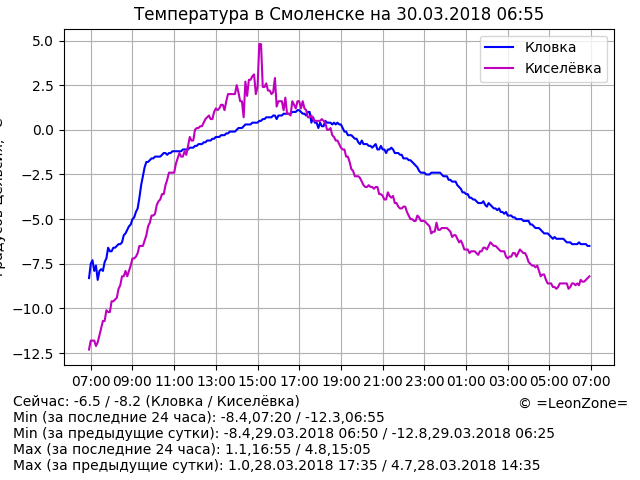 Температура в Смоленске на 30.03.2018 06:55
5.0
2.5
0.0
−2.5
−5.0
−7.5
−10.0
−12.5
Кловка
Киселёвка
07:00 09:00 11:00 13:00 15:00 17:00 19:00 21:00 23:00 01:00 03:00 05:00 07:00
Сейчас: -6.5 / -8.2 (Кловка / Киселёвка)
© =LeonZone=
Min (за последние 24 часа): -8.4,07:20 / -12.3,06:55
Min (за предыдущие сутки): -8.4,29.03.2018 06:50 / -12.8,29.03.2018 06:25
Max (за последние 24 часа): 1.1,16:55 / 4.8,15:05
Max (за предыдущие сутки): 1.0,28.03.2018 17:35 / 4.7,28.03.2018 14:35